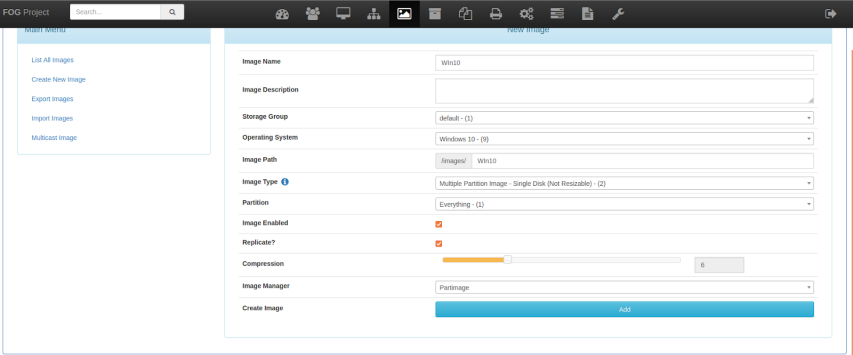 FOG Project Search...
Main Menu
New Image
List All Images
Create New Image
Export Images
Import Images
Multicast Image
Image Name WIn10
Image Description
Storage Group default - (1)
Operating System Windows 10 - (9)
Image Path /images/ WIn10
Image Type Multiple Partition Image - Single Disk (Not Resizable) - (2)
Partition Everything - (1)
Image Enabled
Replicate?
Compression 6
Image Manager Partimage
Create Image Add